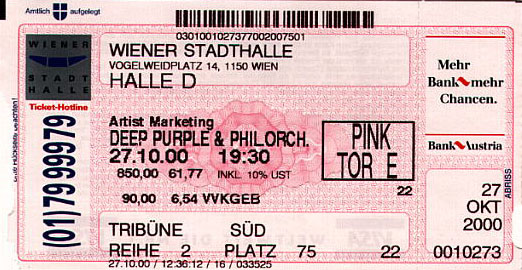 Amtlich aufgelegt
0301001027377002007501
WIENER
STADT
HALLE
Ticket-Hotline
(01)79 999 79
WIENER STADTHALLE
VOGELWEIDPLATZ 14, 1150 WIEN
HALLE D
Artist Marketing
DEEP PURPLE & PHILORCH.
27.10.00 19:30
850,00 61,77 INKL 10% UST
90,00 6,54 VVKGEB
PINK
TOR E
22
TRIBÜNE SÜD
REIHE 2 PLATZ 75 22
27.10.00 / 12:36:12 / 16 / 033525
Mehr
Bank mehr
Chancen.
Bank Austria
ABRISS
27
OKT
2000
0010273